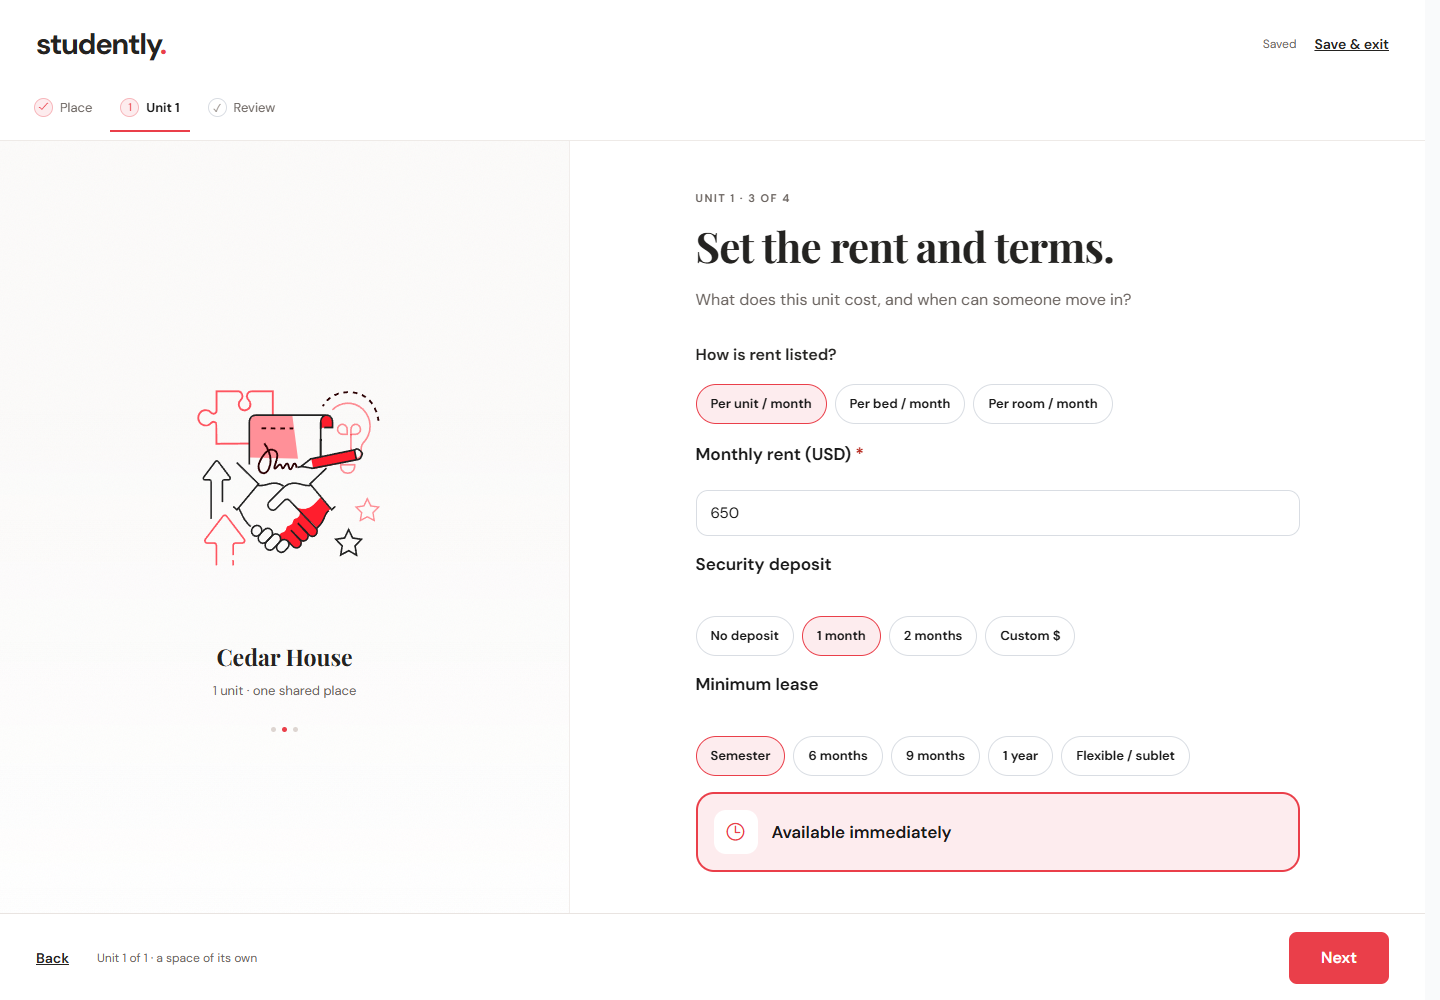 studently.
Saved
Save & exit
Place
1
Unit 1
Review
Cedar House
1 unit · one shared place
UNIT 1 · 3 OF 4
Set the rent and terms.
What does this unit cost, and when can someone move in?
How is rent listed?
Per unit / month
Per bed / month
Per room / month
Monthly rent (USD) *
650
Security deposit
No deposit
1 month
2 months
Custom $
Minimum lease
Semester
6 months
9 months
1 year
Flexible / sublet
Available immediately
Back
Unit 1 of 1 · a space of its own
Next